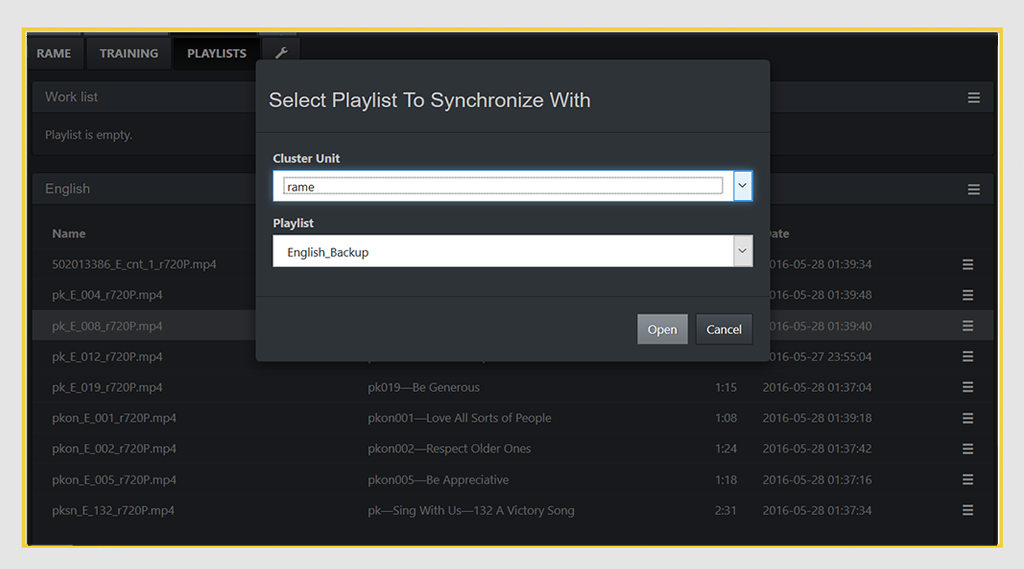 RAME TRAINING PLAYLISTS
Work list
Playlist is empty.
Select Playlist To Synchronize With
Cluster Unit
rame
Playlist
English_Backup
Open Cancel
English
Name
502013386_E_cnt_1_r720P.mp4 2016-05-28 01:39:34
pk_E_004_r720P.mp4 2016-05-28 01:39:48
pk_E_008_r720P.mp4 2016-05-28 01:39:40
pk_E_012_r720P.mp4 2016-05-27 23:55:04
pk_E_019_r720P.mp4 pk019—Be Generous 1:15 2016-05-28 01:37:04
pkon_E_001_r720P.mp4 pkon001—Love All Sorts of People 1:08 2016-05-28 01:39:18
pkon_E_002_r720P.mp4 pkon002—Respect Older Ones 1:24 2016-05-28 01:37:42
pkon_E_005_r720P.mp4 pkon005—Be Appreciative 1:18 2016-05-28 01:37:16
pksn_E_132_r720P.mp4 pk—Sing With Us—132 A Victory Song 2:31 2016-05-28 01:37:34